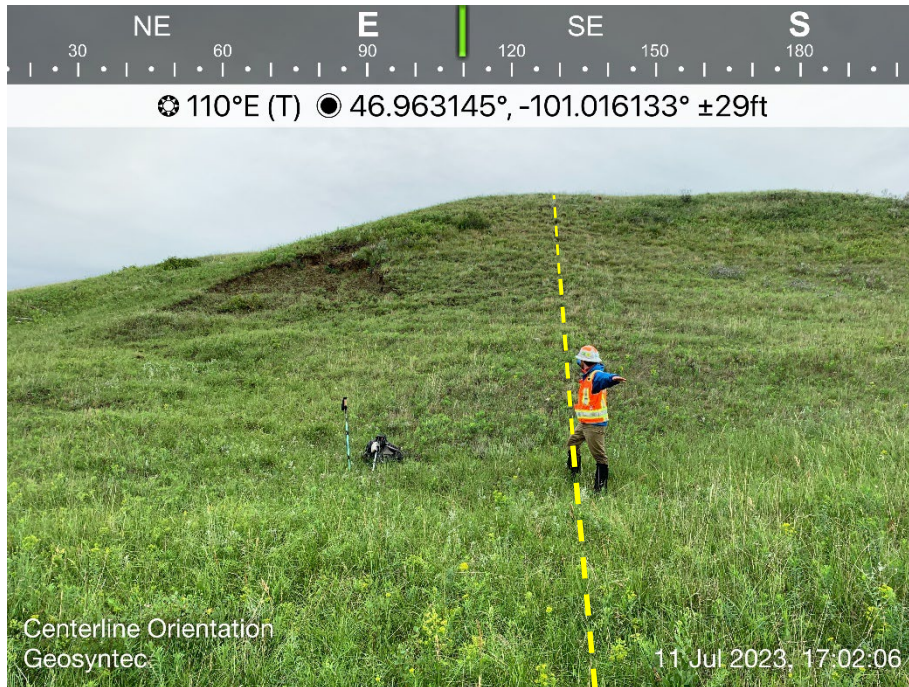 NE E SE S
30 60 90 120 150 180
110°E (T) 46.963145°, -101.016133° ±29ft
Centerline Orientation
Geosyntec.
11 Jul 2023, 17:02:06